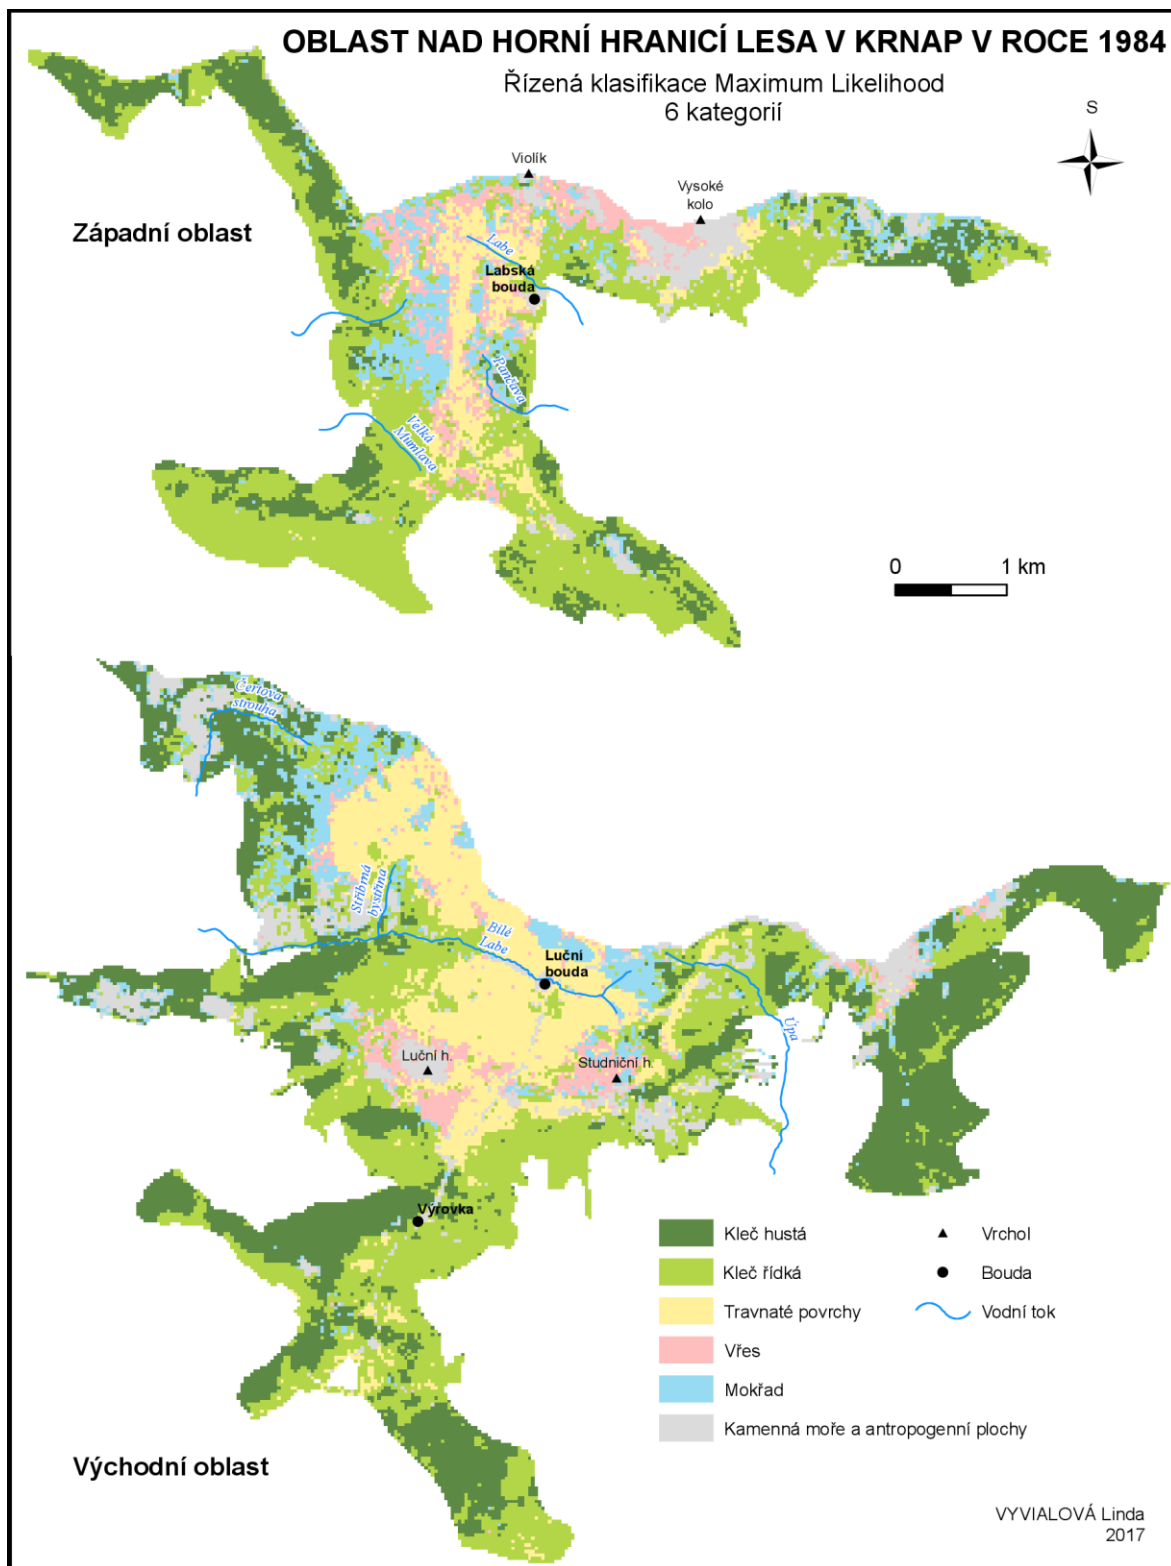 OBLAST NAD HORNÍ HRANICÍ LESA V KRNAP V ROCE 1984
Řízená klasifikace Maximum Likelihood
6 kategorií
S
Violík
Vysoké
kolo
Západní oblast
Labe
Labská
bouda
Pančava
Velká
Mumlava
0 1 km
Čertova
strouha
Stříbrná
bystřina
Bílé
Labe
Luční
bouda
Úpa
Luční h.
Studniční h.
Výrovka
Kleč hustá
Kleč řídká
Travnaté povrchy
Vřes
Mokřad
Kamenná moře a antropogenní plochy
Vrchol
Bouda
Vodní tok
Východní oblast
VYVIALOVÁ Linda
2017